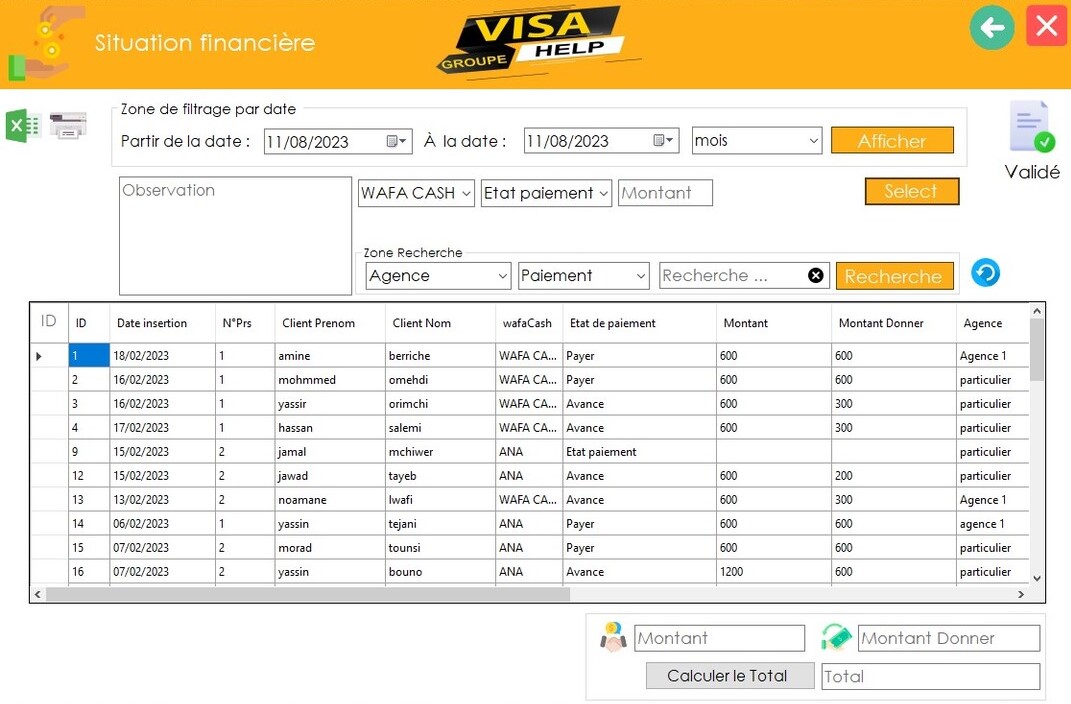 Situation financière
VISA
GROUPE HELP
Zone de filtrage par date
Partir de la date : 11/08/2023 À la date : 11/08/2023 mois Afficher
Validé
Observation WAFA CASH Etat paiement Montant Select
Zone Recherche
Agence Paiement Recherche ... Recherche
ID ID Date insertion N°Prs Client Prenom Client Nom wafaCash Etat de paiement Montant Montant Donner Agence
1 18/02/2023 1 amine berriche WAFA CA... Payer 600 600 Agence 1
2 16/02/2023 1 mohmmed omehdi WAFA CA... Payer 600 600 particulier
3 16/02/2023 1 yassir orimchi WAFA CA... Avance 600 300 particulier
4 17/02/2023 1 hassan salemi WAFA CA... Avance 600 300 particulier
9 15/02/2023 2 jamal mchiwer ANA Etat paiement particulier
12 15/02/2023 2 jawad tayeb ANA Avance 600 200 particulier
13 13/02/2023 2 noamane lwafi WAFA CA... Avance 600 300 Agence 1
14 06/02/2023 1 yassin tejani ANA Payer 600 600 agence 1
15 07/02/2023 2 morad tounsi ANA Payer 600 600 particulier
16 07/02/2023 2 yassin bouno ANA Avance 1200 600 particulier
Montant Montant Donner
Calculer le Total Total